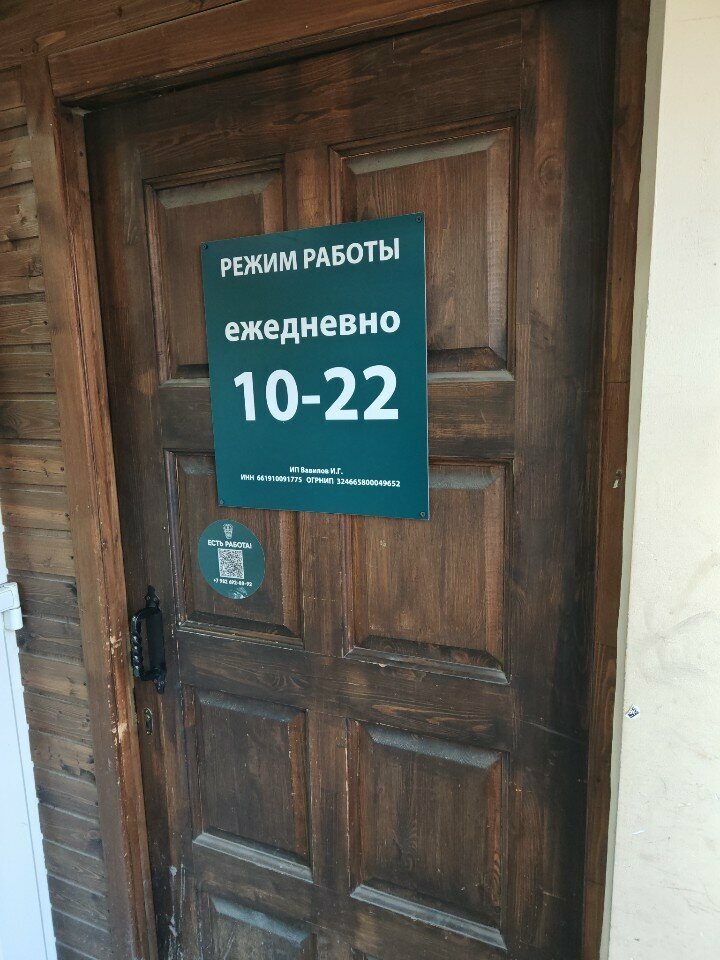 РЕЖИМ РАБОТЫ
ежедневно
10-22
ИП Вавилов И.Г.
ИНН 661910091775 ОГРНИП 324665800049652
ЕСТЬ РАБОТА!